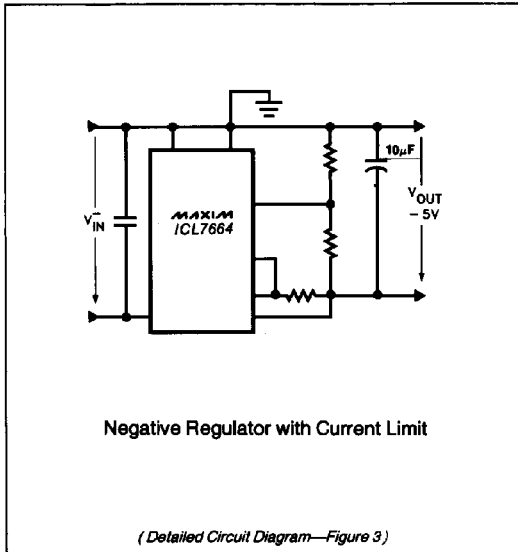 10µF
MAXIM
ICL7664
V⁻IN
VOUT
– 5V
Negative Regulator with Current Limit
( Detailed Circuit Diagram—Figure 3 )